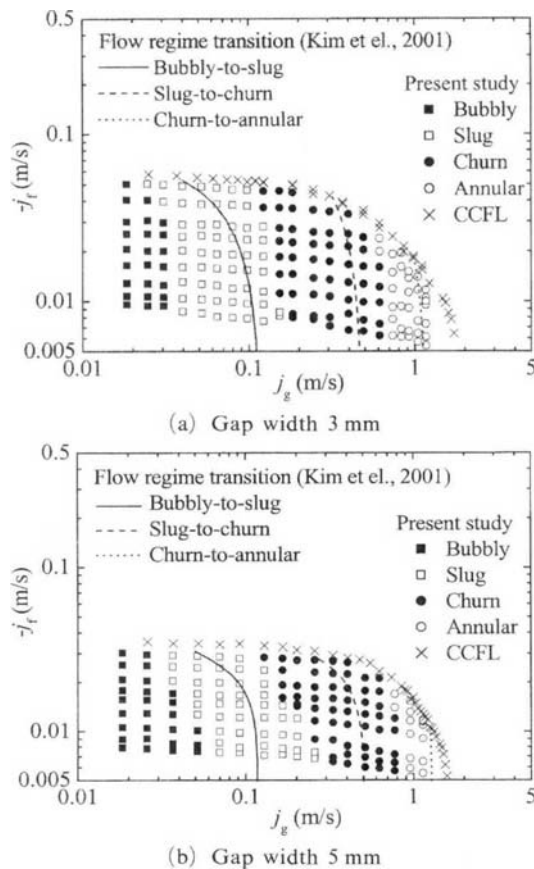 0.5
Flow regime transition (Kim et el., 2001)
Bubbly-to-slug
Present study
Slug-to-churn
Bubbly
Churn-to-annular
Slug
0.1
Churn
Annular
CCFL
-jf (m/s)
0.01
0.005
0.01 0.1 1 5
jg (m/s)
(a) Gap width 3 mm
0.5
Flow regime transition (Kim et el., 2001)
Bubbly-to-slug
Present study
Slug-to-churn
Bubbly
Churn-to-annular
Slug
0.1
Churn
Annular
CCFL
-jf (m/s)
0.01
0.005
0.01 0.1 1 5
jg (m/s)
(b) Gap width 5 mm